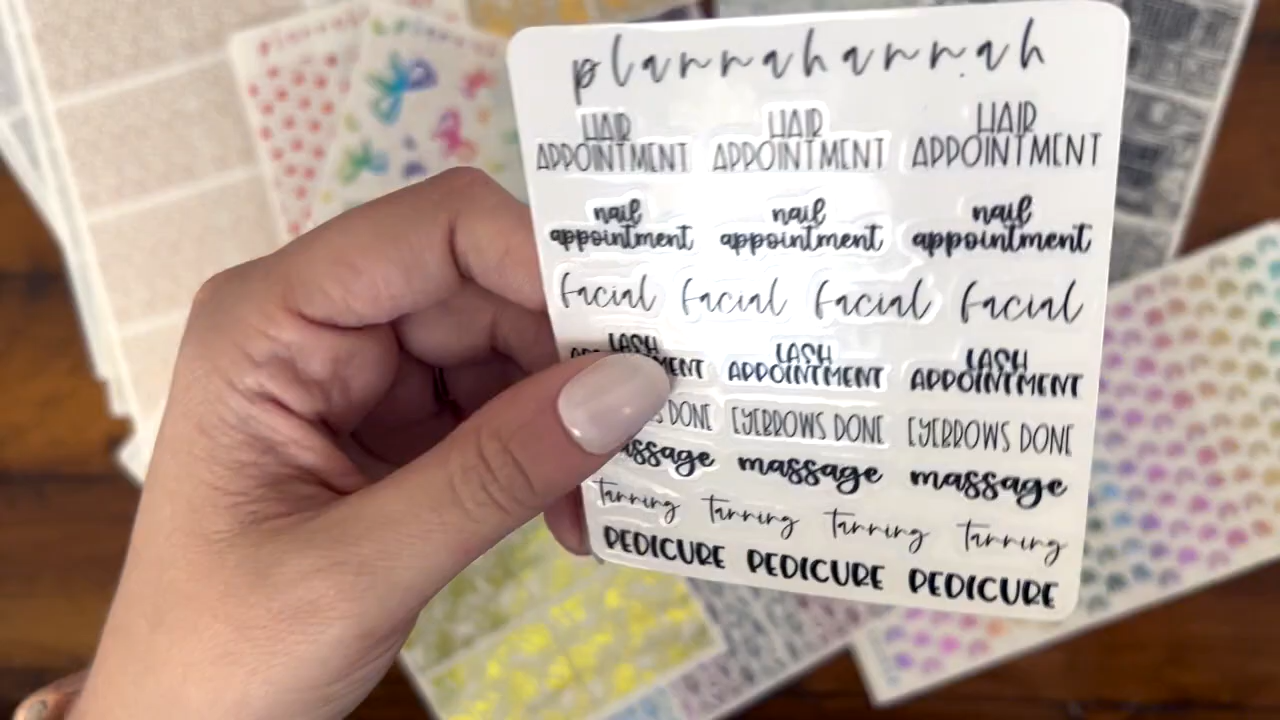 plannahannah
HAIR HAIR HAIR
APPOINTMENT APPOINTMENT APPOINTMENT
nail nail nail
appointment appointment appointment
facial facial facial facial
LASH LASH LASH
APPOINTMENT APPOINTMENT
DONE EYEBROWS DONE EYEBROWS DONE
massage massage
tanning tanning tanning tanning
PEDICURE PEDICURE PEDICURE